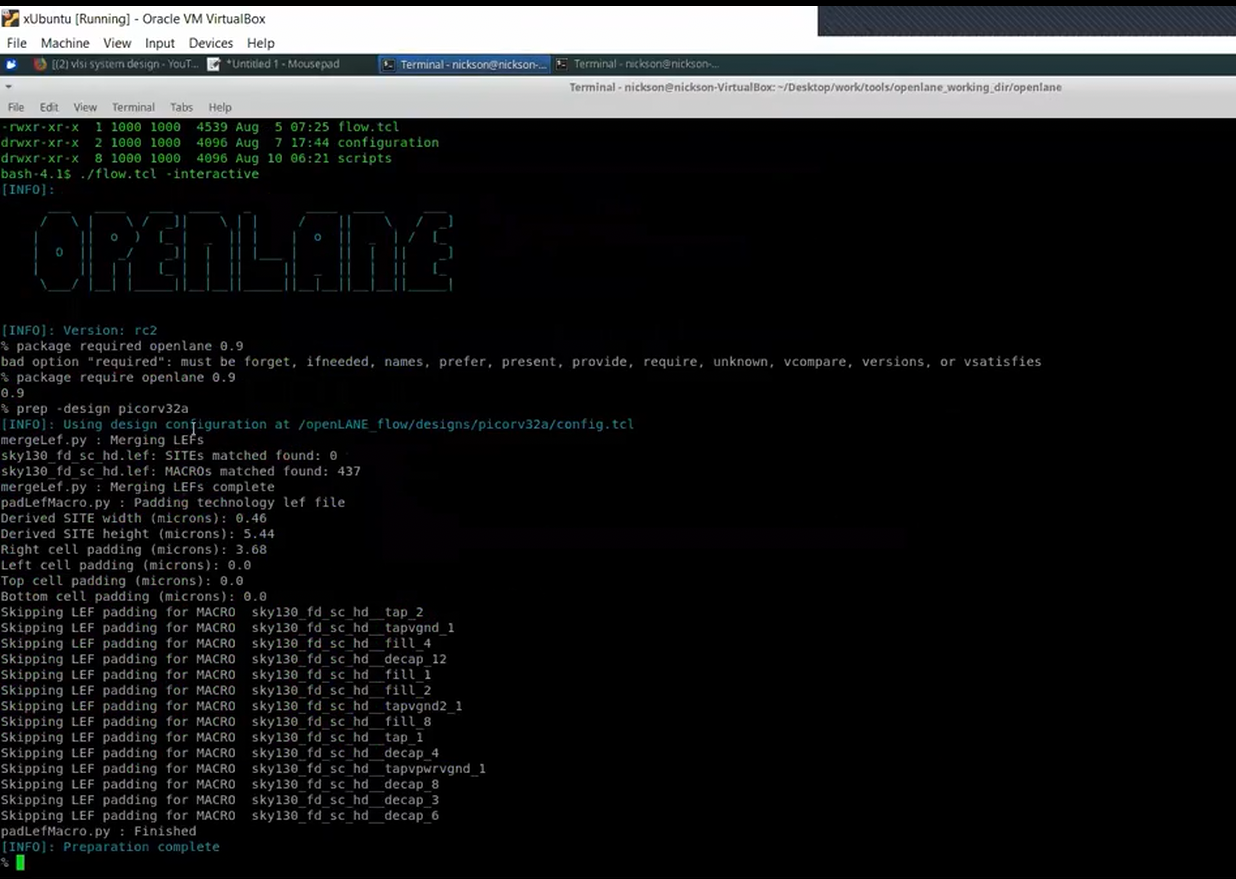 xUbuntu [Running] - Oracle VM VirtualBox
File Machine View Input Devices Help
[(2) vlsi system design - YouT... *Untitled 1 - Mousepad Terminal - nickson@nickson-... Terminal - nickson@nickson-...
Terminal - nickson@nickson-VirtualBox: ~/Desktop/work/tools/openlane_working_dir/openlane
File Edit View Terminal Tabs Help
-rwxr-xr-x 1 1000 1000 4539 Aug 5 07:25 flow.tcl
drwxr-xr-x 2 1000 1000 4096 Aug 7 17:44 configuration
drwxr-xr-x 8 1000 1000 4096 Aug 10 06:21 scripts
bash-4.1$ ./flow.tcl -interactive
[INFO]:
OPENLANE
[INFO]: Version: rc2
% package required openlane 0.9
bad option "required": must be forget, ifneeded, names, prefer, present, provide, require, unknown, vcompare, versions, or vsatisfies
% package require openlane 0.9
0.9
% prep -design picorv32a
[INFO]: Using design configuration at /openLANE_flow/designs/picorv32a/config.tcl
mergeLef.py : Merging LEFs
sky130_fd_sc_hd.lef: SITEs matched found: 0
sky130_fd_sc_hd.lef: MACROs matched found: 437
mergeLef.py : Merging LEFs complete
padLefMacro.py : Padding technology lef file
Derived SITE width (microns): 0.46
Derived SITE height (microns): 5.44
Right cell padding (microns): 3.68
Left cell padding (microns): 0.0
Top cell padding (microns): 0.0
Bottom cell padding (microns): 0.0
Skipping LEF padding for MACRO sky130_fd_sc_hd__tap_2
Skipping LEF padding for MACRO sky130_fd_sc_hd__tapvgnd_1
Skipping LEF padding for MACRO sky130_fd_sc_hd__fill_4
Skipping LEF padding for MACRO sky130_fd_sc_hd__decap_12
Skipping LEF padding for MACRO sky130_fd_sc_hd__fill_1
Skipping LEF padding for MACRO sky130_fd_sc_hd__fill_2
Skipping LEF padding for MACRO sky130_fd_sc_hd__tapvgnd2_1
Skipping LEF padding for MACRO sky130_fd_sc_hd__fill_8
Skipping LEF padding for MACRO sky130_fd_sc_hd__tap_1
Skipping LEF padding for MACRO sky130_fd_sc_hd__decap_4
Skipping LEF padding for MACRO sky130_fd_sc_hd__tapvpwrvgnd_1
Skipping LEF padding for MACRO sky130_fd_sc_hd__decap_8
Skipping LEF padding for MACRO sky130_fd_sc_hd__decap_3
Skipping LEF padding for MACRO sky130_fd_sc_hd__decap_6
padLefMacro.py : Finished
[INFO]: Preparation complete
%